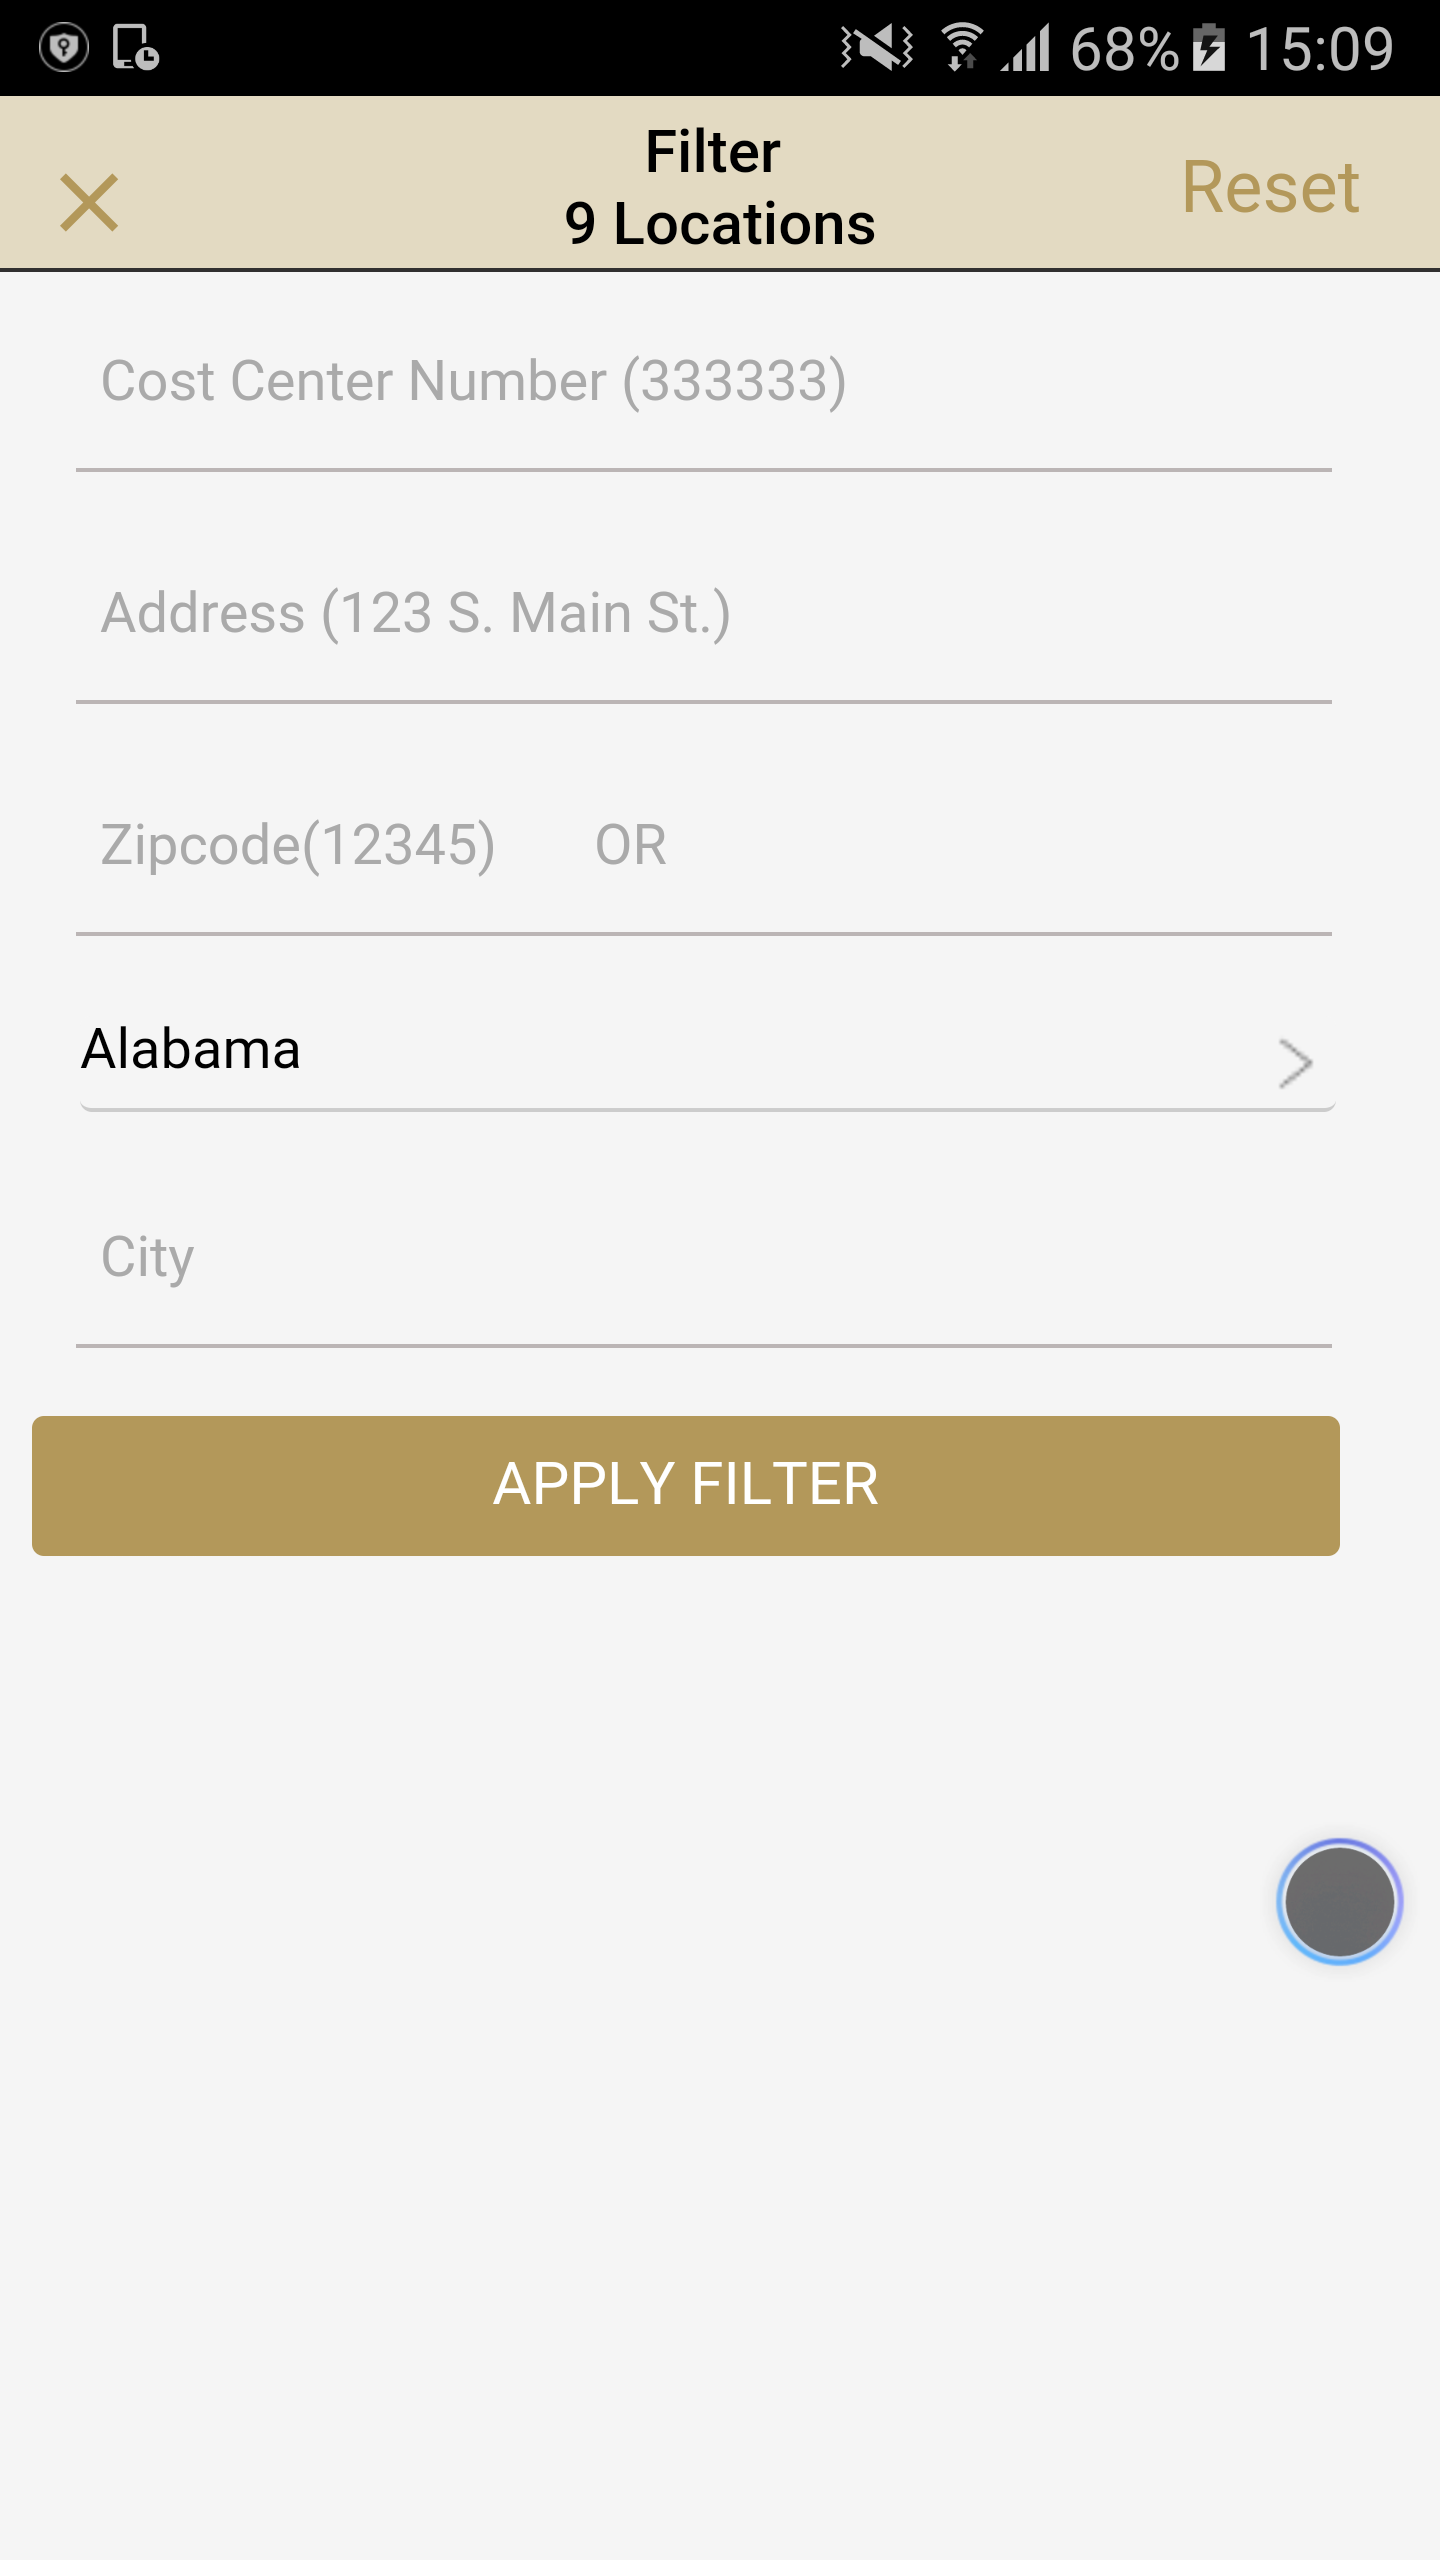 68% 15:09
Filter
9 Locations
Reset
Cost Center Number (333333)
Address (123 S. Main St.)
Zipcode(12345) OR
Alabama
City
APPLY FILTER